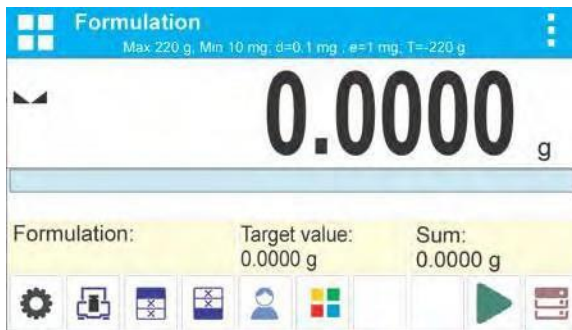 Formulation
Max 220 g, Min 10 mg, d=0.1 mg , e=1 mg, T=-220 g
0.0000 g
Formulation: Target value: Sum:
0.0000 g 0.0000 g